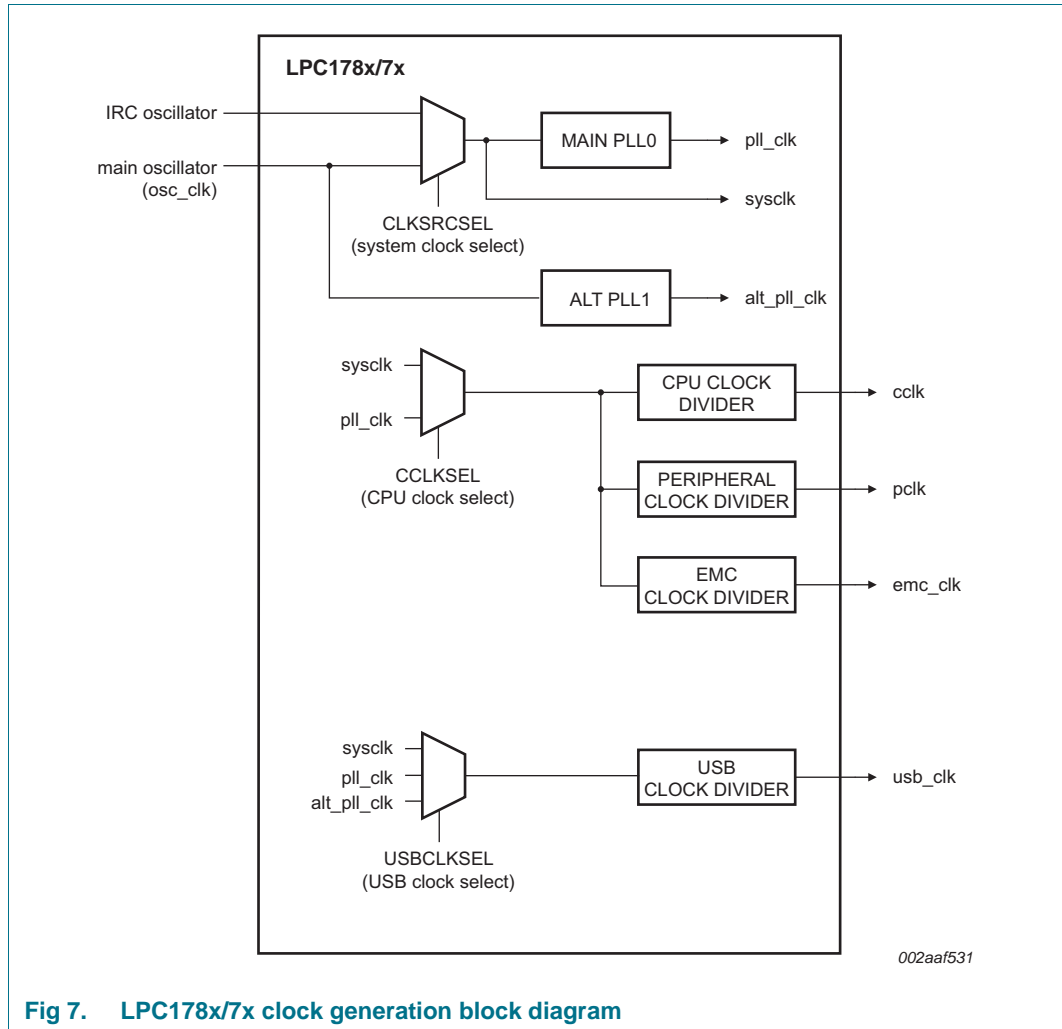 LPC178x/7x
IRC oscillator
main oscillator
(osc_clk)
MAIN PLL0
pll_clk
sysclk
CLKSRCSEL
(system clock select)
ALT PLL1
alt_pll_clk
sysclk
pll_clk
CCLKSEL
(CPU clock select)
CPU CLOCK
DIVIDER
cclk
PERIPHERAL
CLOCK DIVIDER
pclk
EMC
CLOCK DIVIDER
emc_clk
sysclk
pll_clk
alt_pll_clk
USBCLKSEL
(USB clock select)
USB
CLOCK DIVIDER
usb_clk
002aaf531
Fig 7. LPC178x/7x clock generation block diagram